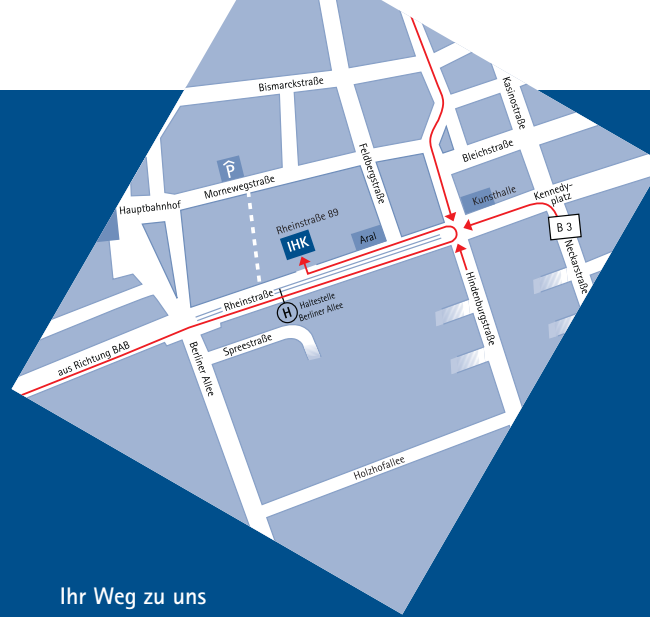 Bismarckstraße
Kasinostraße
Feldbergstraße
Bleichstraße
P
Mornewegstraße
Hauptbahnhof
Kunsthalle
Kennedy-
platz
Rheinstraße 89
IHK
Aral
B 3
Neckarstraße
Rheinstraße
H
Haltestelle
Berliner Allee
Hindenburgstraße
Spreestraße
aus Richtung BAB
Berliner Allee
Holzhofallee
Ihr Weg zu uns